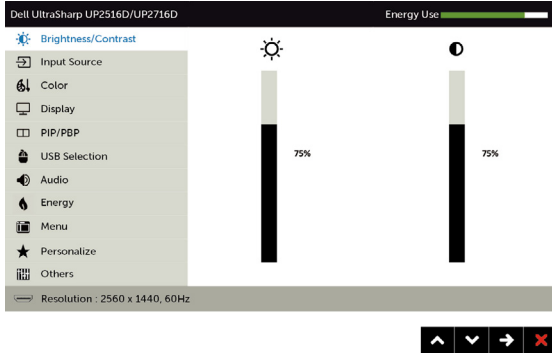 Dell UltraSharp UP2516D/UP2716D
Energy Use
Brightness/Contrast
Input Source
Color
Display
PIP/PBP
USB Selection
Audio
Energy
Menu
Personalize
Others
75%
75%
Resolution : 2560 x 1440, 60Hz